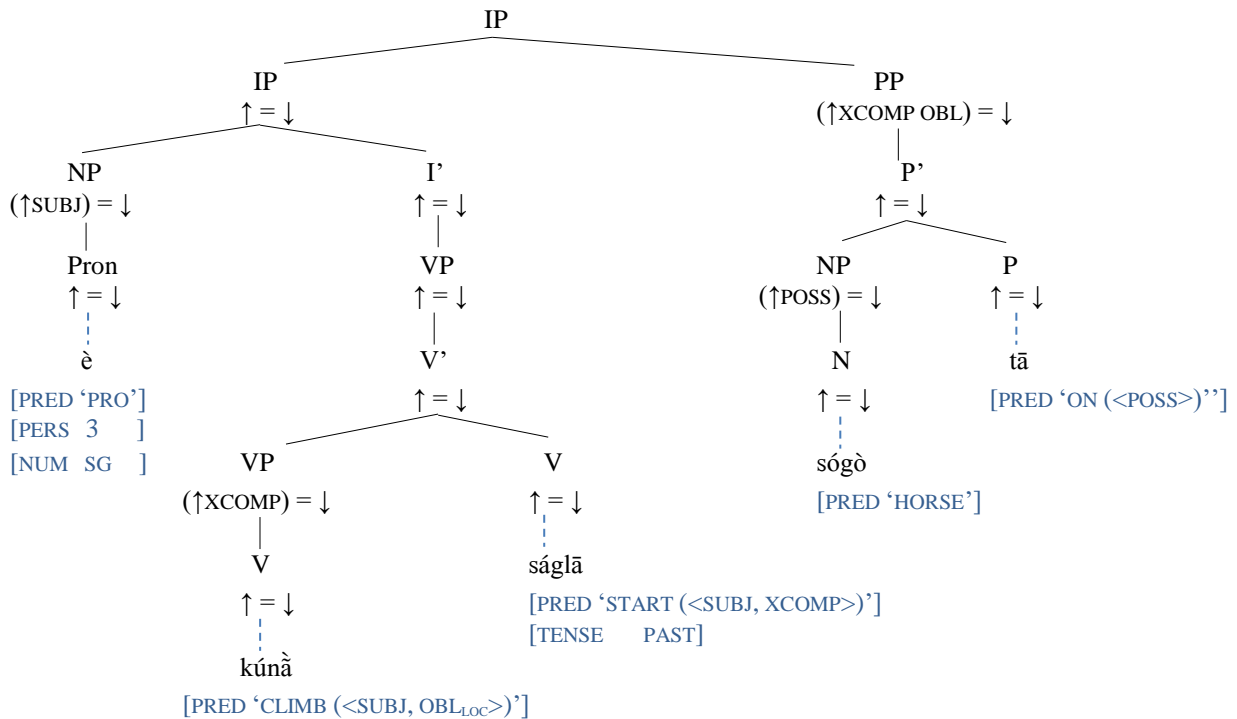 IP
IP PP
↑ = ↓ (↑XCOMP OBL) = ↓
NP I’ P’
(↑SUBJ) = ↓ ↑ = ↓ ↑ = ↓
Pron VP NP P
↑ = ↓ ↑ = ↓ (↑POSS) = ↓ ↑ = ↓
è V’ N tā
[PRED ‘PRO’] ↑ = ↓ ↑ = ↓ [PRED ‘ON (<POSS>)’’]
[PERS 3 ]
[NUM SG ] VP V sógò
(↑XCOMP) = ↓ ↑ = ↓ [PRED ‘HORSE’]
V ságlā
↑ = ↓ [PRED ‘START (<SUBJ, XCOMP>)’]
[TENSE PAST]
kúnã̀
[PRED ‘CLIMB (<SUBJ, OBLLOC>)’]